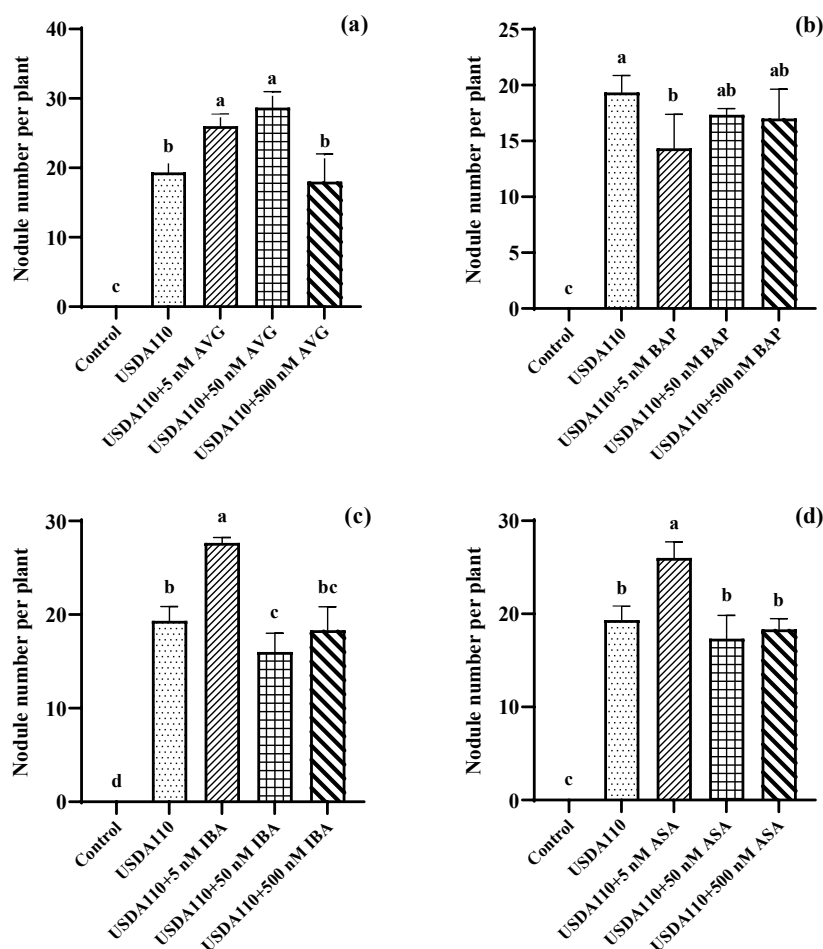 (a)
Nodule number per plant
40
30
20
10
0
c
b
a
a
b
Control
USDA110
USDA110+5 nM AVG
USDA110+50 nM AVG
USDA110+500 nM AVG
(b)
Nodule number per plant
25
20
15
10
5
0
c
a
b
ab
ab
Control
USDA110
USDA110+5 nM BAP
USDA110+50 nM BAP
USDA110+500 nM BAP
(c)
Nodule number per plant
30
20
10
0
d
b
a
c
bc
Control
USDA110
USDA110+5 nM IBA
USDA110+50 nM IBA
USDA110+500 nM IBA
(d)
Nodule number per plant
30
20
10
0
c
b
a
b
b
Control
USDA110
USDA110+5 nM ASA
USDA110+50 nM ASA
USDA110+500 nM ASA